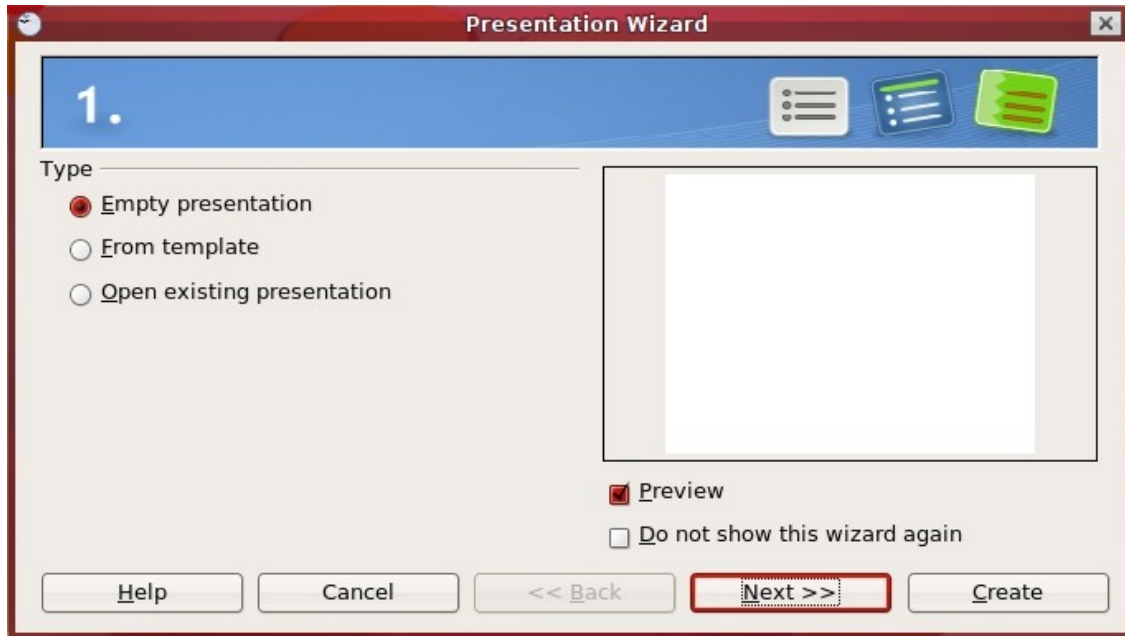 Presentation Wizard
1.
Type
Empty presentation
From template
Open existing presentation
Preview
Do not show this wizard again
Help Cancel << Back Next >> Create